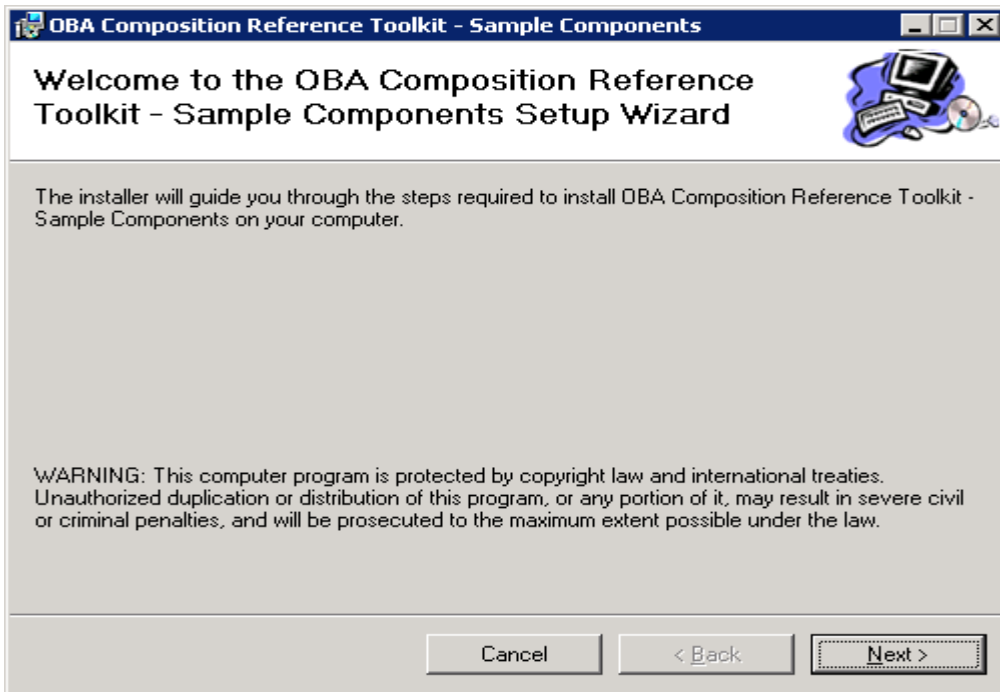 OBA Composition Reference Toolkit - Sample Components
Welcome to the OBA Composition Reference
Toolkit - Sample Components Setup Wizard
The installer will guide you through the steps required to install OBA Composition Reference Toolkit -
Sample Components on your computer.
WARNING: This computer program is protected by copyright law and international treaties.
Unauthorized duplication or distribution of this program, or any portion of it, may result in severe civil
or criminal penalties, and will be prosecuted to the maximum extent possible under the law.
Cancel
< Back
Next >